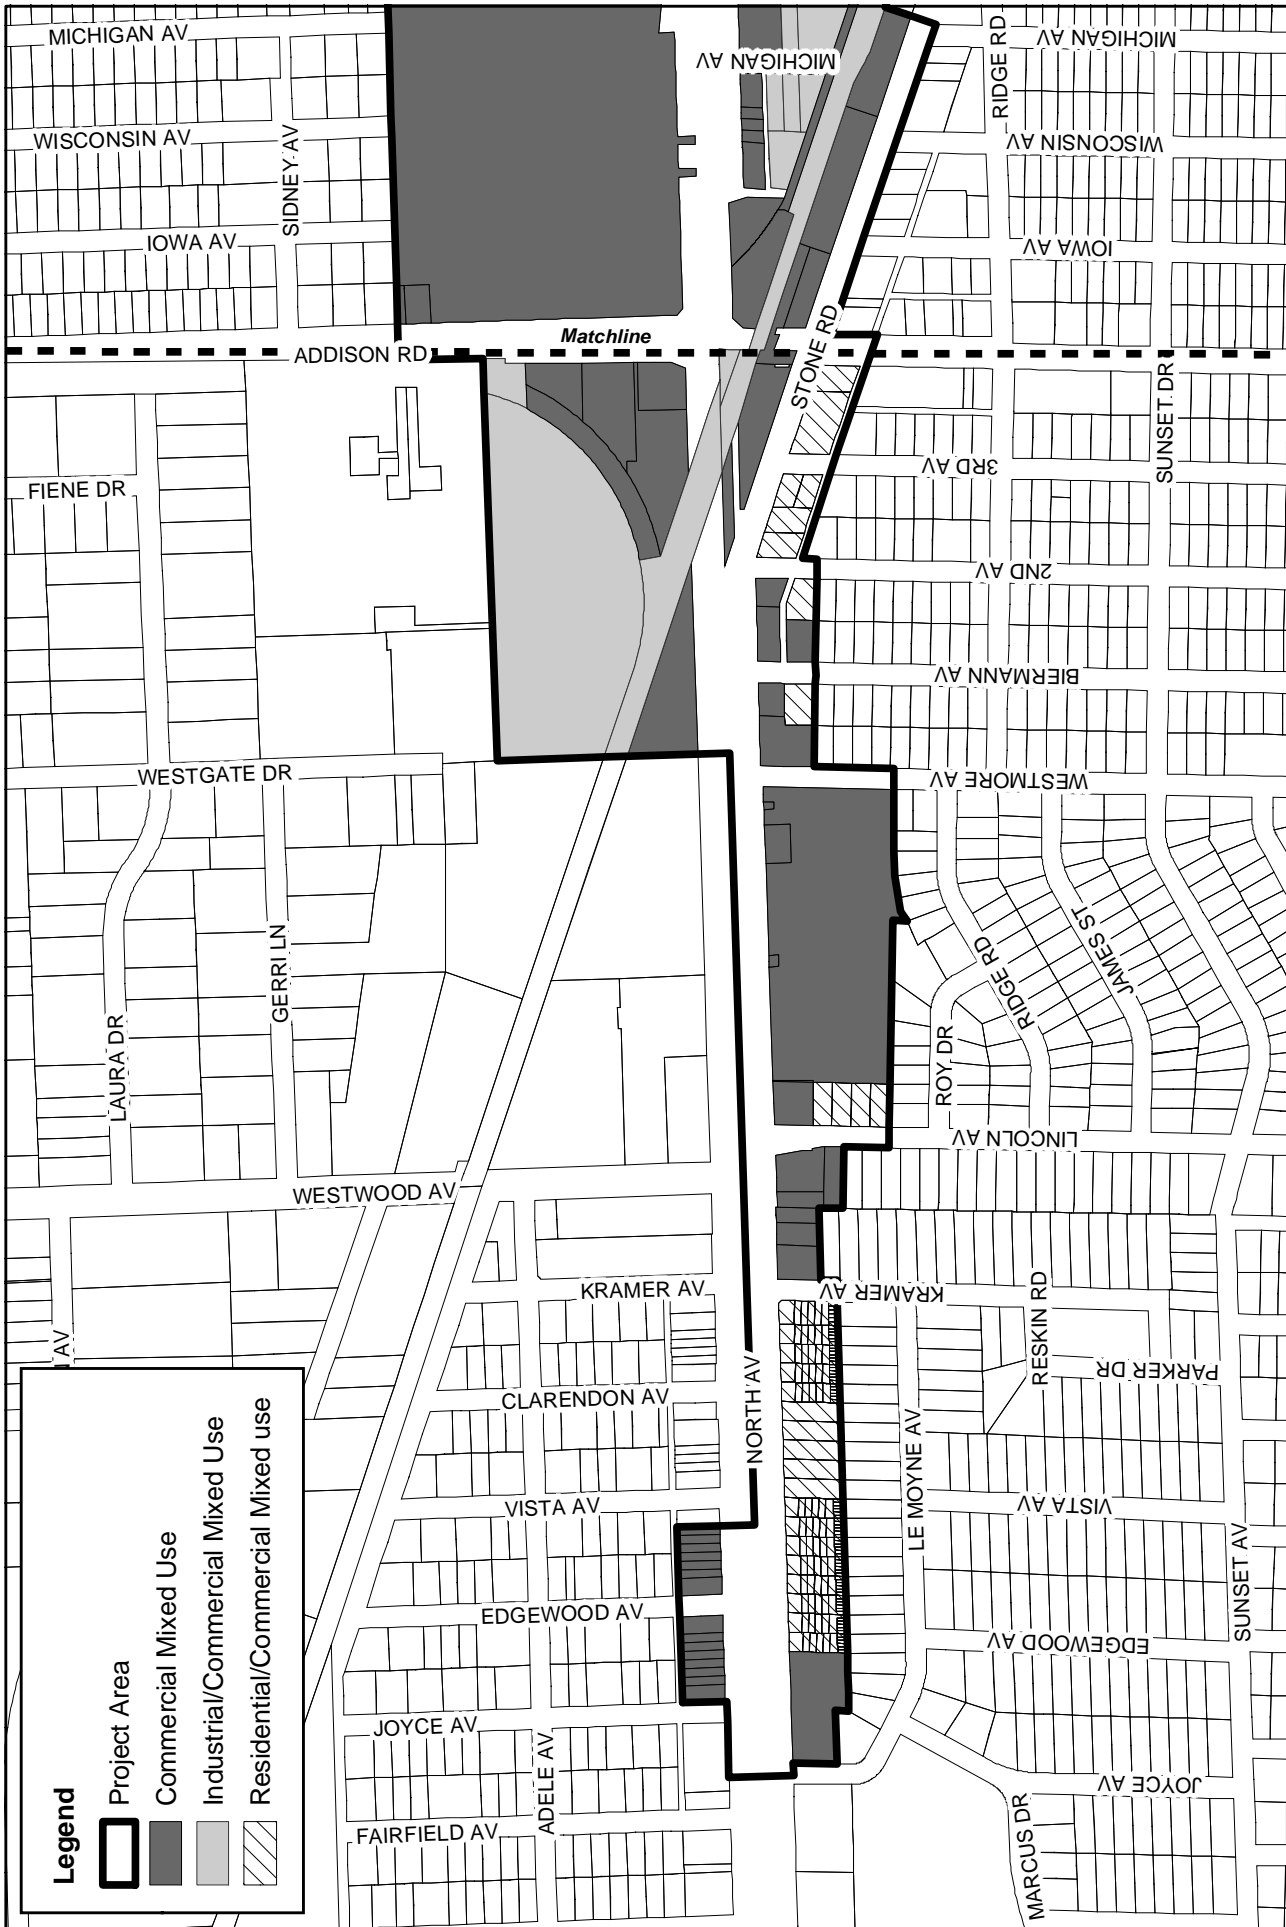 MICHIGAN AV
WISCONSIN AV
IOWA AV
SIDNEY AV
MICHIGAN AV
RIDGE RD
MICHIGAN AV
WISCONSIN AV
IOWA AV
STONE RD
Matchline
ADDISON RD
SUNSET DR
FIENE DR
3RD AV
2ND AV
BIERMANN AV
WESTGATE DR
WESTMORE AV
GERRI LN
LAURA DR
JAMES ST
RIDGE RD
ROY DR
LINCOLN AV
WESTWOOD AV
KRAMER AV
KRAMER AV
RESKIN RD
PARKER DR
CLARENDON AV
NORTH AV
LE MOYNE AV
VISTA AV
VISTA AV
SUNSET AV
EDGEWOOD AV
EDGEWOOD AV
JOYCE AV
ADELE AV
JOYCE AV
FAIRFIELD AV
MARCUS DR
Legend
Project Area
Commercial Mixed Use
Industrial/Commercial Mixed Use
Residential/Commercial Mixed use
AV